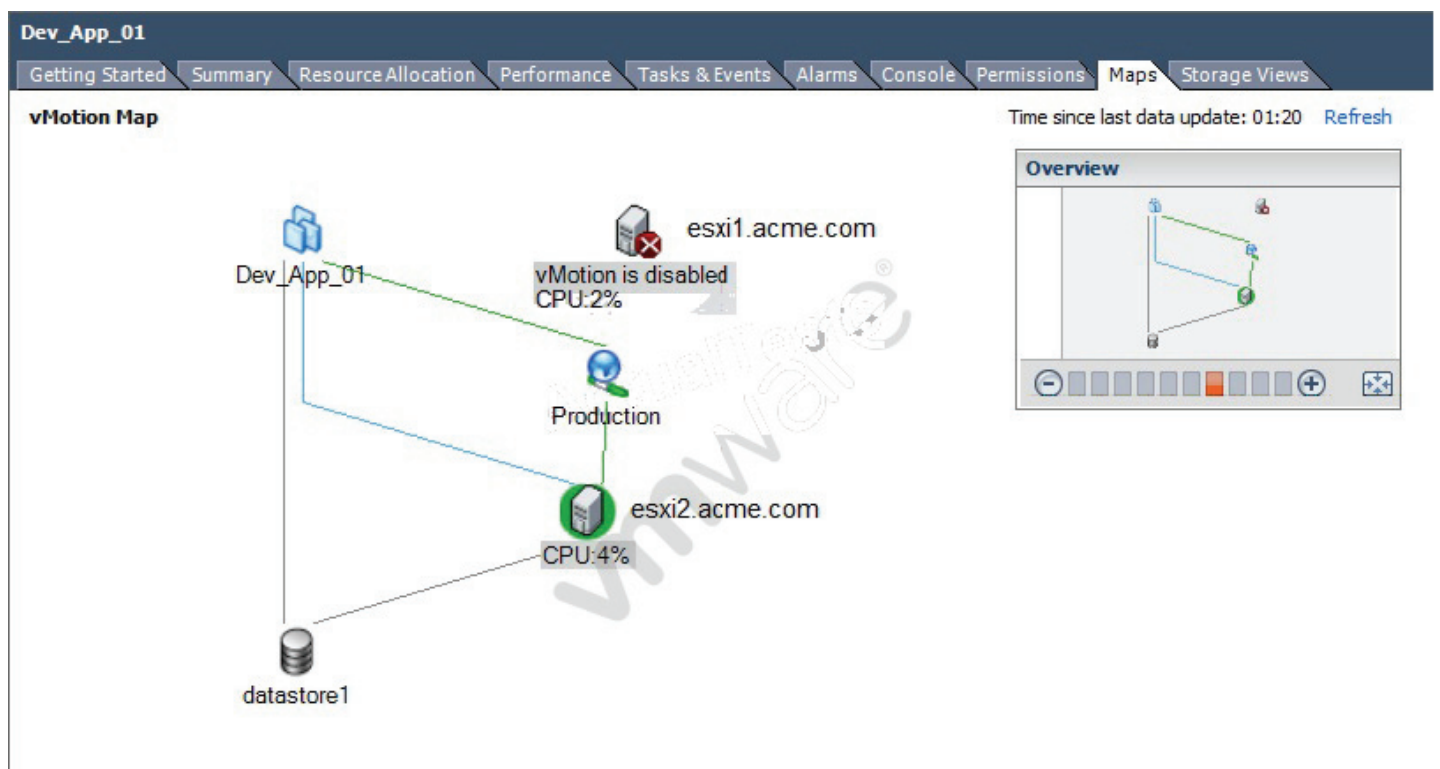 Dev_App_01
Getting Started Summary Resource Allocation Performance Tasks & Events Alarms Console Permissions Maps Storage Views
vMotion Map
Time since last data update: 01:20 Refresh
Overview
esxi1.acme.com
Dev_App_01
vMotion is disabled
CPU:2%
Production
esxi2.acme.com
CPU:4%
datastore1
vmware®